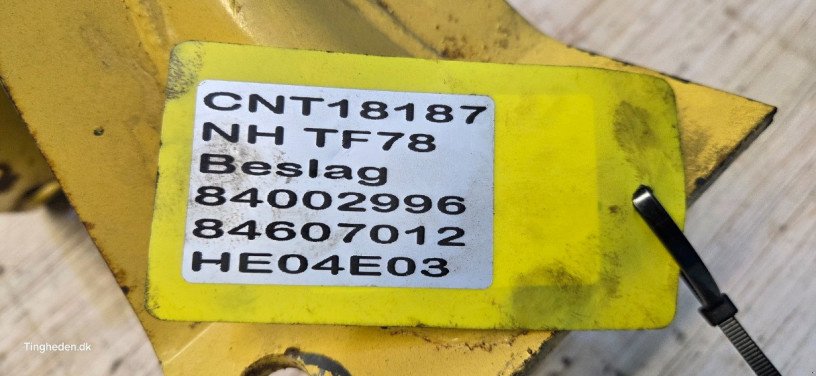 CNT18187
NH TF78
Beslag
84002996
84607012
HE04E03
Tingheden.dk